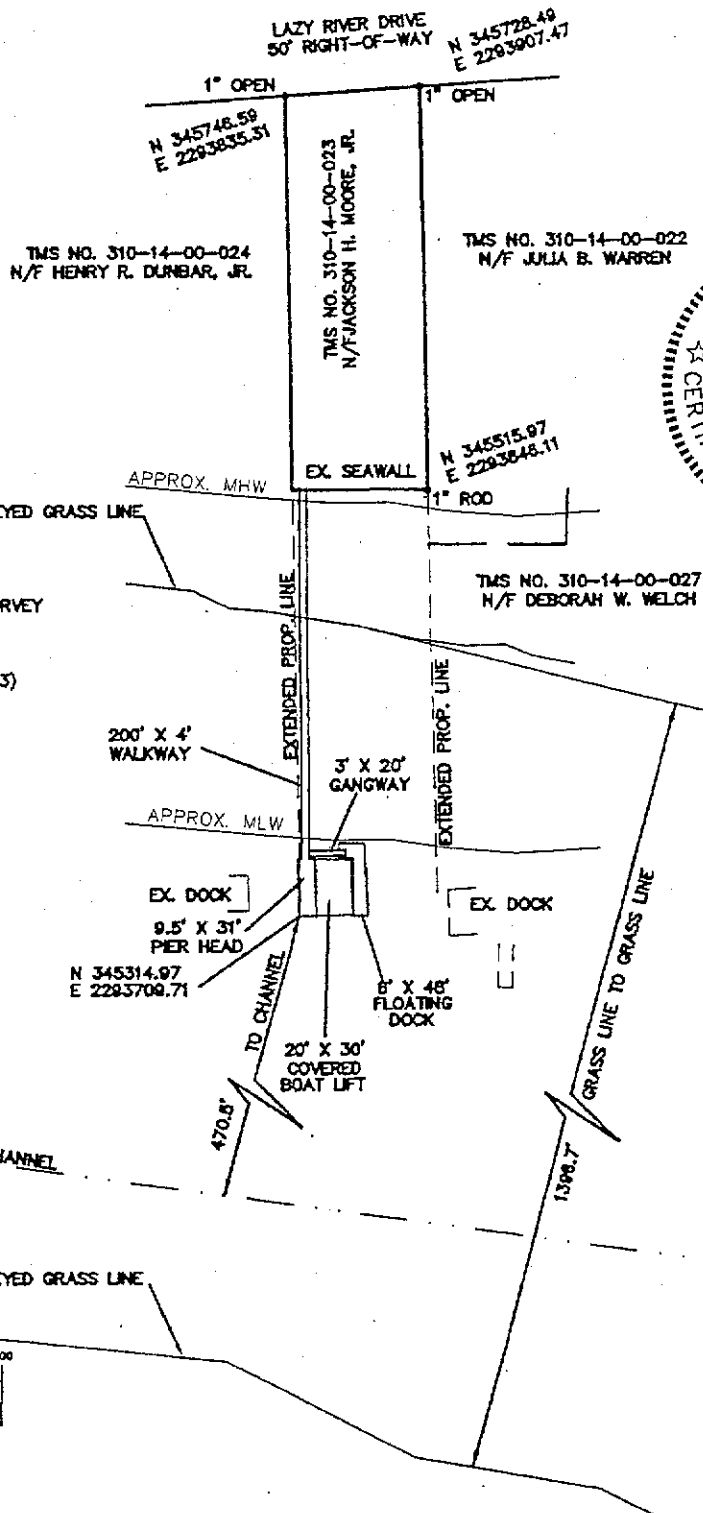 LAZY RIVER DRIVE
50' RIGHT-OF-WAY
N 345728.49
E 2293907.47
1" OPEN
1" OPEN
N 345746.59
E 2293835.31
TMS NO. 310-14-00-023
N/F JACKSON H. MOORE, JR.
TMS NO. 310-14-00-024
N/F HENRY R. DUNBAR, JR.
TMS NO. 310-14-00-022
N/F JULIA B. WARREN
☆ CERTI
N 345515.97
E 2293846.11
EX. SEAWALL
APPROX. MHW
1" ROD
YED GRASS LINE
TMS NO. 310-14-00-027
N/F DEBORAH W. WELCH
RVEY
3)
EXTENDED PROP. LINE
EXTENDED PROP. LINE
200' X 4'
WALKWAY
3' X 20'
GANGWAY
APPROX. MLW
EX. DOCK
EX. DOCK
9.5' X 31'
PIER HEAD
N 345314.97
E 2293709.71
8' X 46'
FLOATING
DOCK
20' X 30'
COVERED
BOAT LIFT
TO CHANNEL
470.5'
GRASS LINE TO GRASS LINE
1396.7'
HANNEL
YED GRASS LINE